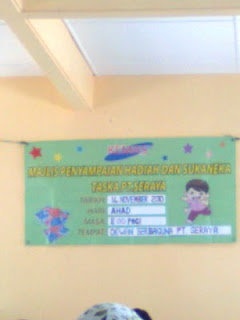 MAJLIS PENYAMPAIAN HADIAH DAN SUKANEKA
TASKA PT. SERAYA
TARIKH : 14 NOVEMBER 2010
HARI : AHAD
MASA : 8.00 PAGI
TEMPAT : DEWAN SERBAGUNA PT. SERAYA